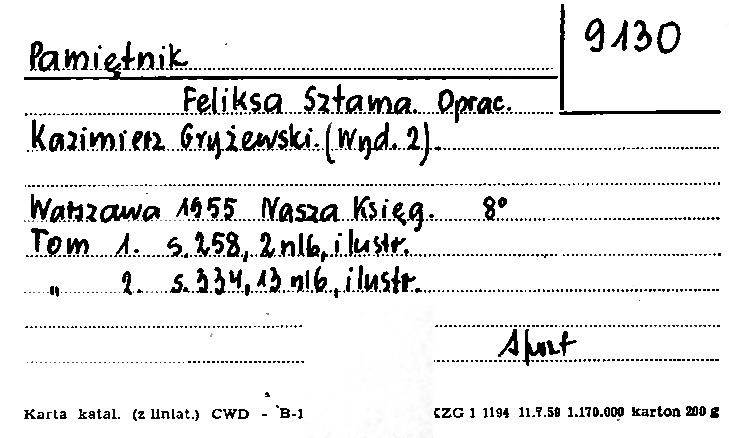 9130
Pamiętnik
Feliksa Sztama. Oprac.
Kazimierz Gryżewski. (Wyd. 2).
Warszawa 1955 Nasza Księg. 8°
Tom 1. s. 258, 2 nlb, ilustr.
„ 2. s. 334, 13 nlb, ilustr.
Sport
Karta katal. (z liniat.) CWD - B-1 CZG 1 1194 11.7.59 1.170.000 karton 200 g